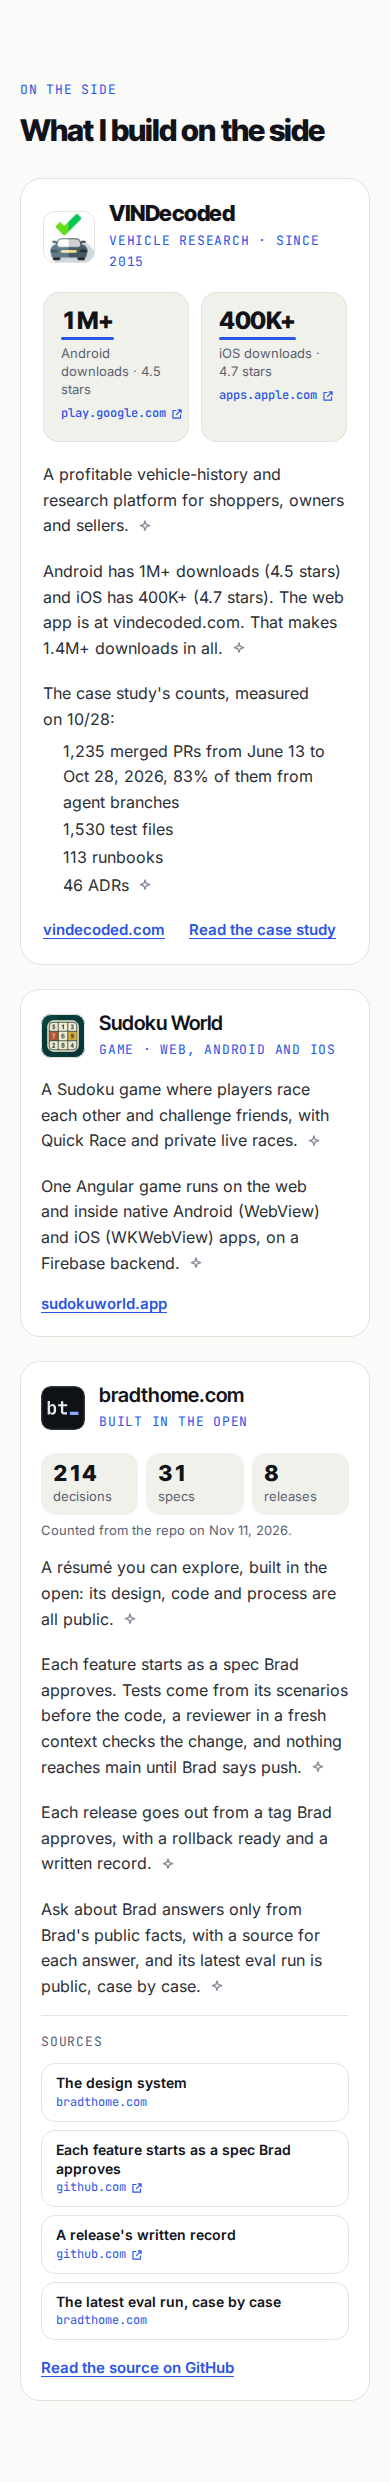 ON THE SIDE
What I build on the side
VINDecoded
VEHICLE RESEARCH · SINCE
2015
1M+
Android
downloads · 4.5
stars
play.google.com
400K+
iOS downloads ·
4.7 stars
apps.apple.com
A profitable vehicle-history and
research platform for shoppers, owners
and sellers.
Android has 1M+ downloads (4.5 stars)
and iOS has 400K+ (4.7 stars). The web
app is at vindecoded.com. That makes
1.4M+ downloads in all.
The case study's counts, measured
on 10/28:
1,235 merged PRs from June 13 to
Oct 28, 2026, 83% of them from
agent branches
1,530 test files
113 runbooks
46 ADRs
vindecoded.com
Read the case study
Sudoku World
GAME · WEB, ANDROID AND IOS
A Sudoku game where players race
each other and challenge friends, with
Quick Race and private live races.
One Angular game runs on the web
and inside native Android (WebView)
and iOS (WKWebView) apps, on a
Firebase backend.
sudokuworld.app
bt_
bradthome.com
BUILT IN THE OPEN
214
decisions
31
specs
8
releases
Counted from the repo on Nov 11, 2026.
A résumé you can explore, built in the
open: its design, code and process are
all public.
Each feature starts as a spec Brad
approves. Tests come from its scenarios
before the code, a reviewer in a fresh
context checks the change, and nothing
reaches main until Brad says push.
Each release goes out from a tag Brad
approves, with a rollback ready and a
written record.
Ask about Brad answers only from
Brad's public facts, with a source for
each answer, and its latest eval run is
public, case by case.
SOURCES
The design system
bradthome.com
Each feature starts as a spec Brad
approves
github.com
A release's written record
github.com
The latest eval run, case by case
bradthome.com
Read the source on GitHub